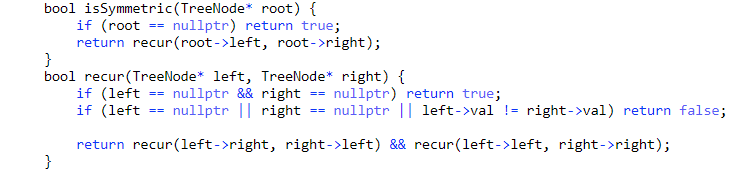 bool isSymmetric(TreeNode* root) {
    if (root == nullptr) return true;
    return recur(root->left, root->right);
}
bool recur(TreeNode* left, TreeNode* right) {
    if (left == nullptr && right == nullptr) return true;
    if (left == nullptr || right == nullptr || left->val != right->val) return false;
    return recur(left->right, right->left) && recur(left->left, right->right);
}